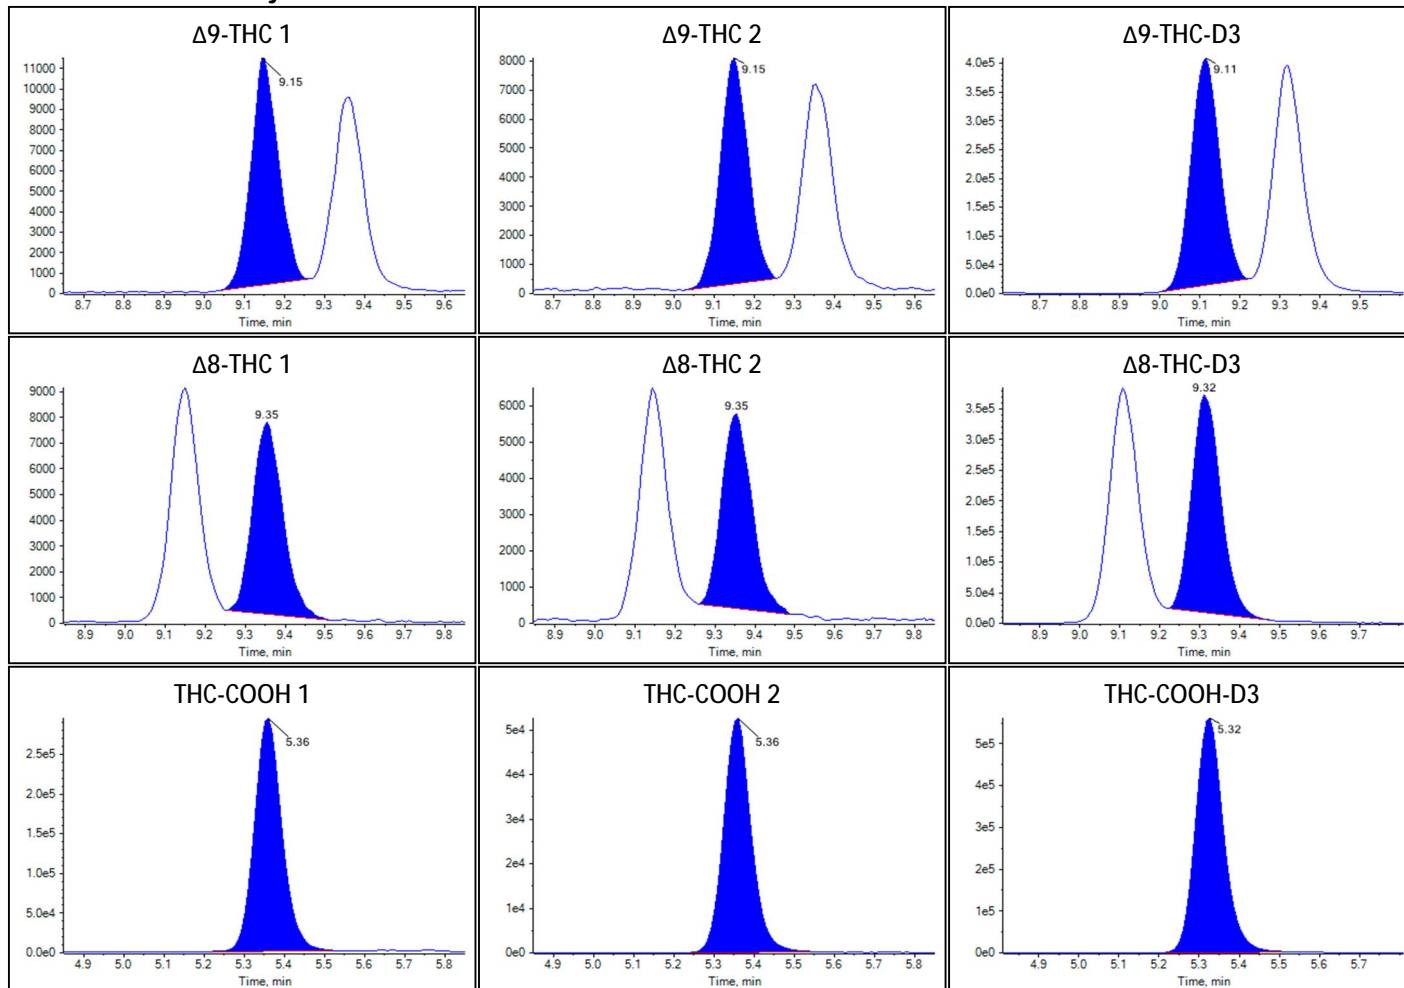 Δ9-THC 1
11000
10000
9000
8000
7000
6000
5000
4000
3000
2000
1000
0
9.15
8.7 8.8 8.9 9.0 9.1 9.2 9.3 9.4 9.5 9.6
Time, min
Δ9-THC 2
8000
7000
6000
5000
4000
3000
2000
1000
0
9.15
8.7 8.8 8.9 9.0 9.1 9.2 9.3 9.4 9.5 9.6
Time, min
Δ9-THC-D3
4.0e5
3.5e5
3.0e5
2.5e5
2.0e5
1.5e5
1.0e5
5.0e4
0.0e0
9.11
8.7 8.8 8.9 9.0 9.1 9.2 9.3 9.4 9.5
Time, min
Δ8-THC 1
9000
8000
7000
6000
5000
4000
3000
2000
1000
0
9.35
8.9 9.0 9.1 9.2 9.3 9.4 9.5 9.6 9.7 9.8
Time, min
Δ8-THC 2
6000
5000
4000
3000
2000
1000
0
9.35
8.9 9.0 9.1 9.2 9.3 9.4 9.5 9.6 9.7 9.8
Time, min
Δ8-THC-D3
3.5e5
3.0e5
2.5e5
2.0e5
1.5e5
1.0e5
5.0e4
0.0e0
9.32
8.9 9.0 9.1 9.2 9.3 9.4 9.5 9.6 9.7
Time, min
THC-COOH 1
2.5e5
2.0e5
1.5e5
1.0e5
5.0e4
0.0e0
5.36
4.9 5.0 5.1 5.2 5.3 5.4 5.5 5.6 5.7 5.8
Time, min
THC-COOH 2
5e4
4e4
3e4
2e4
1e4
0e0
5.36
4.9 5.0 5.1 5.2 5.3 5.4 5.5 5.6 5.7 5.8
Time, min
THC-COOH-D3
5e5
4e5
3e5
2e5
1e5
0e0
5.32
4.9 5.0 5.1 5.2 5.3 5.4 5.5 5.6 5.7
Time, min